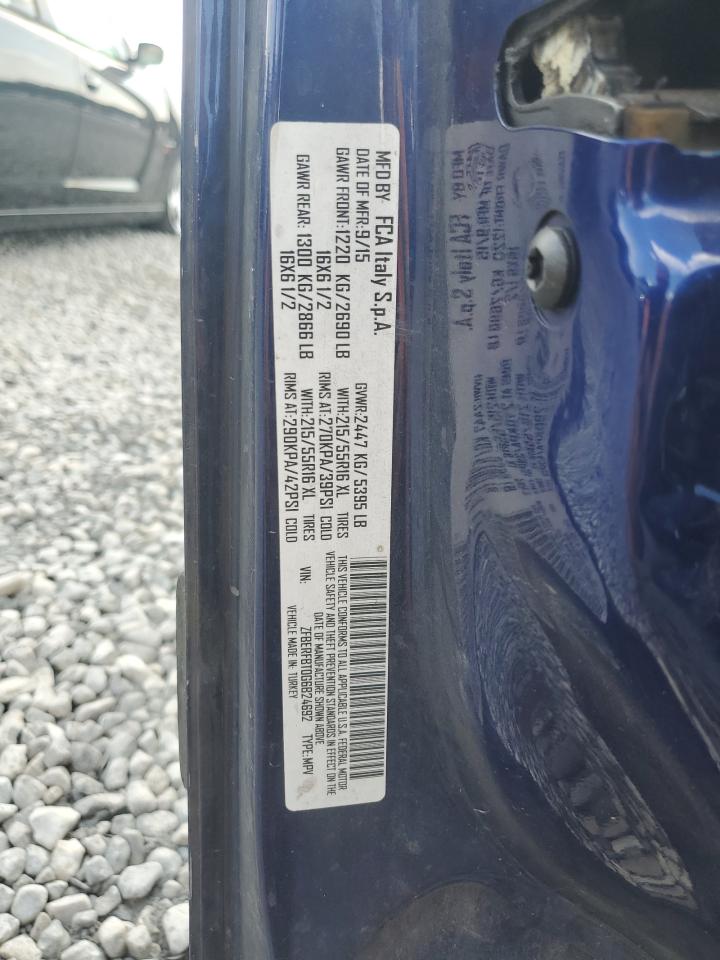 MFD BY: FCA Italy S.p.A.
DATE OF MFR: 9/15 GVWR:2447 KG/ 5395 LB
GAWR FRONT:1220 KG/2690 LB WITH:215/55R16 XL TIRES
16X6 1/2 RIMS AT:270KPA/39PSI COLD
GAWR REAR: 1300 KG/2866 LB WITH:215/55R16 XL TIRES
16X6 1/2 RIMS AT:290KPA/42PSI COLD
THIS VEHICLE CONFORMS TO ALL APPLICABLE U.S.A. FEDERAL MOTOR
VEHICLE SAFETY AND THEFT PREVENTION STANDARDS IN EFFECT ON THE
DATE OF MANUFACTURE SHOWN ABOVE
VIN: ZFBERFBT0G6B24692 TYPE:MPV
VEHICLE MADE IN: TURKEY